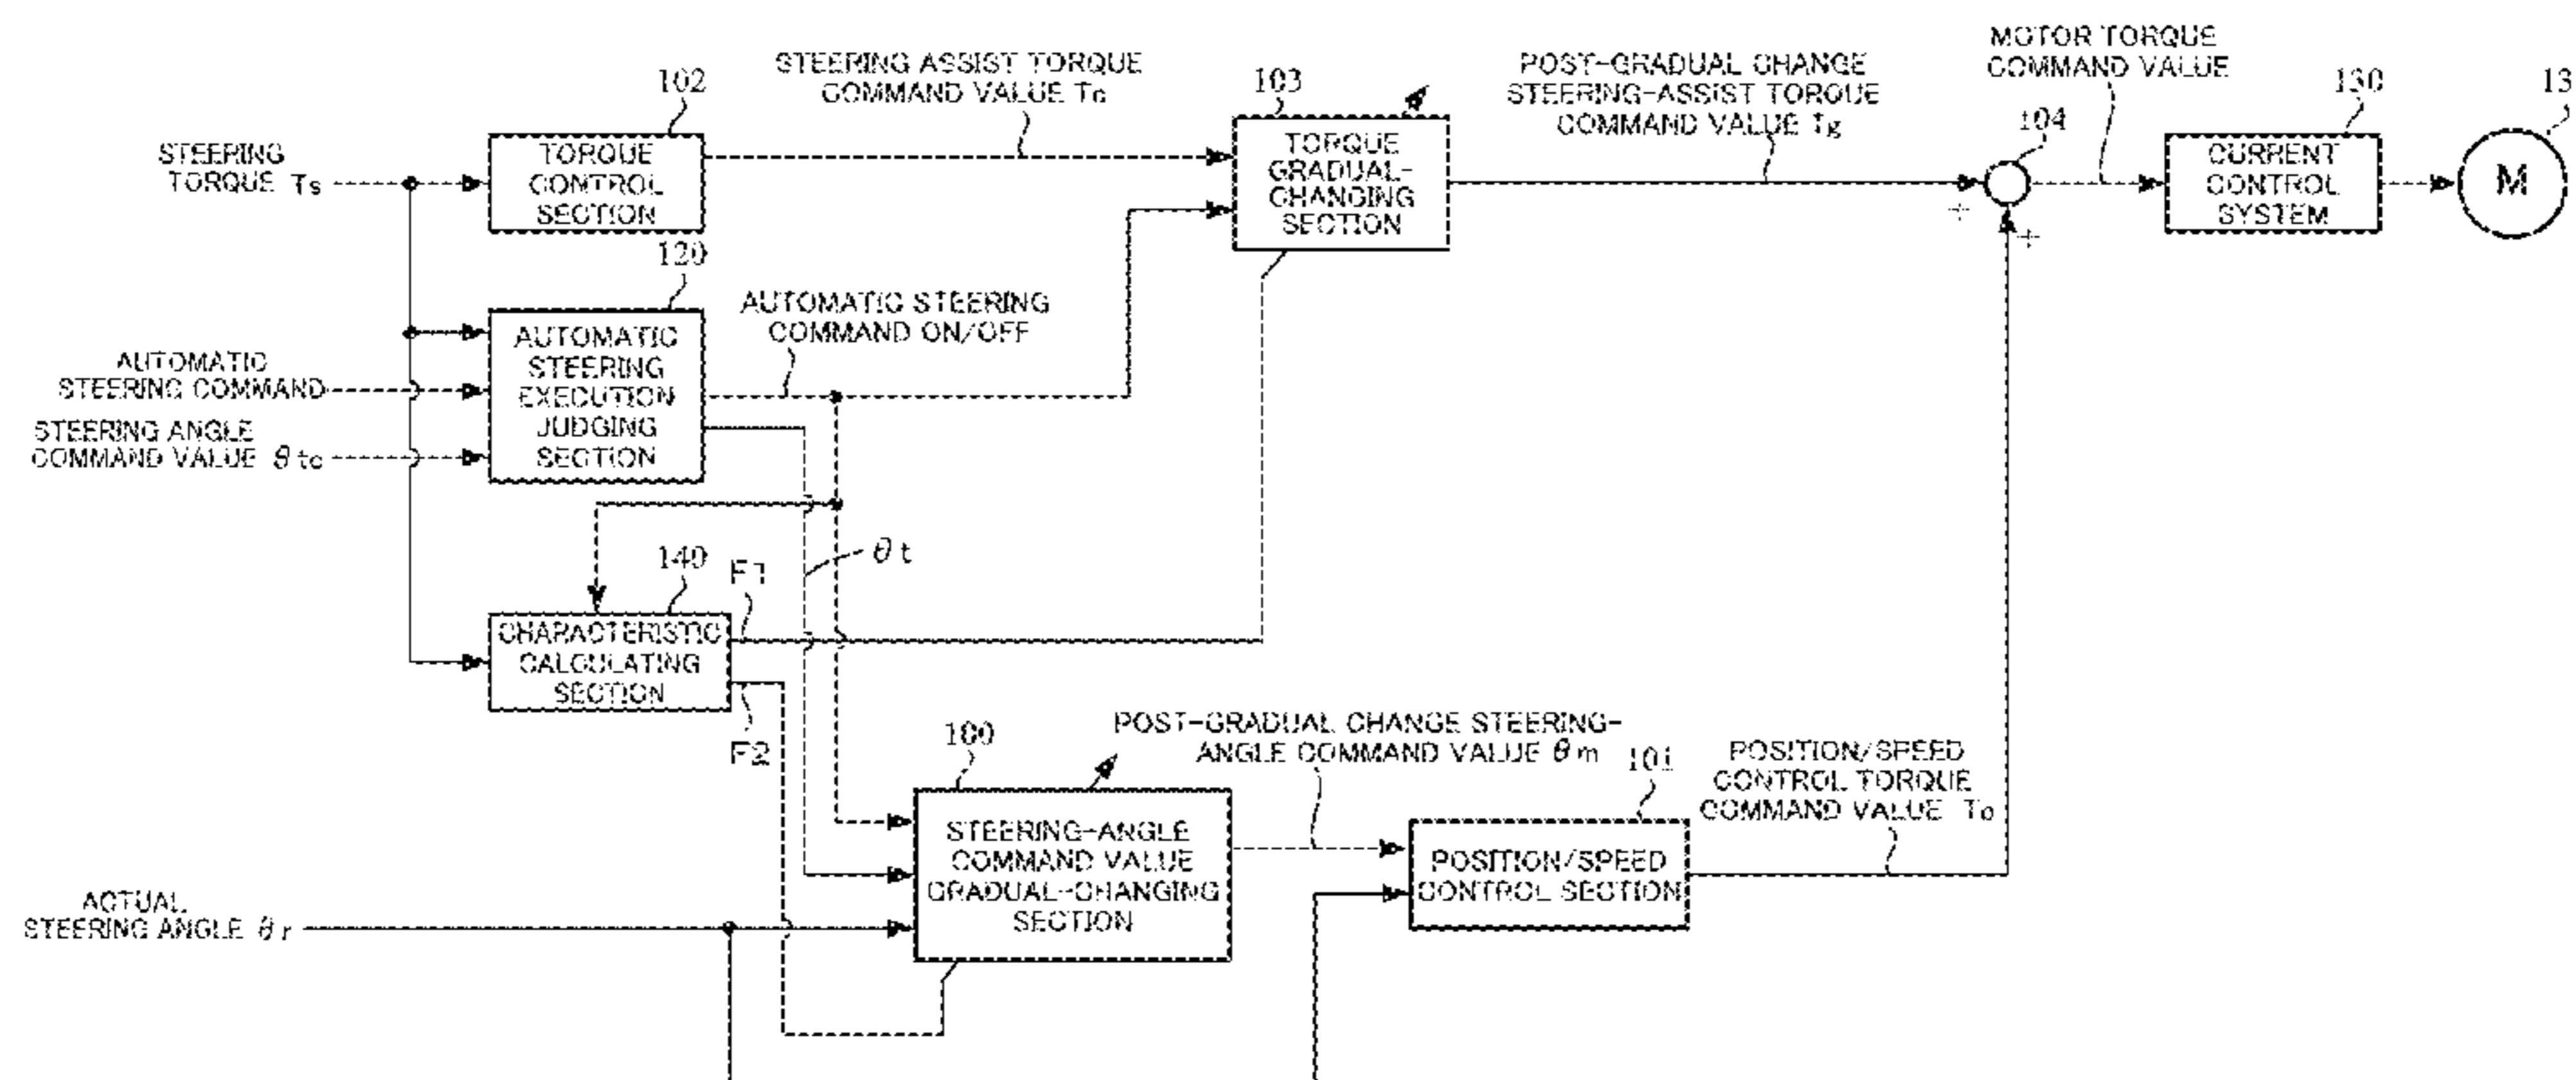 MOTOR TORQUE
COMMAND VALUE
STEERING ASSIST TORQUE
COMMAND VALUE Tc
POST-GRADUAL CHANGE
STEERING-ASSIST TORQUE
COMMAND VALUE Tg
102
103
104
130
13
STEERING
TORQUE Ts
TORQUE
CONTROL
SECTION
TORQUE
GRADUAL-
CHANGING
SECTION
+
+
CURRENT
CONTROL
SYSTEM
M
120
AUTOMATIC STEERING
COMMAND ON/OFF
AUTOMATIC
STEERING COMMAND
STEERING ANGLE
COMMAND VALUE θtc
AUTOMATIC
STEERING
EXECUTION
JUDGING
SECTION
θt
140
F1
CHARACTERISTIC
CALCULATING
SECTION
F2
100
POST-GRADUAL CHANGE STEERING-
ANGLE COMMAND VALUE θm
101
POSITION/SPEED
CONTROL TORQUE
COMMAND VALUE
STEERING-ANGLE
COMMAND VALUE
GRADUAL-CHANGING
SECTION
POSITION/SPEED
CONTROL SECTION
ACTUAL
STEERING ANGLE θr